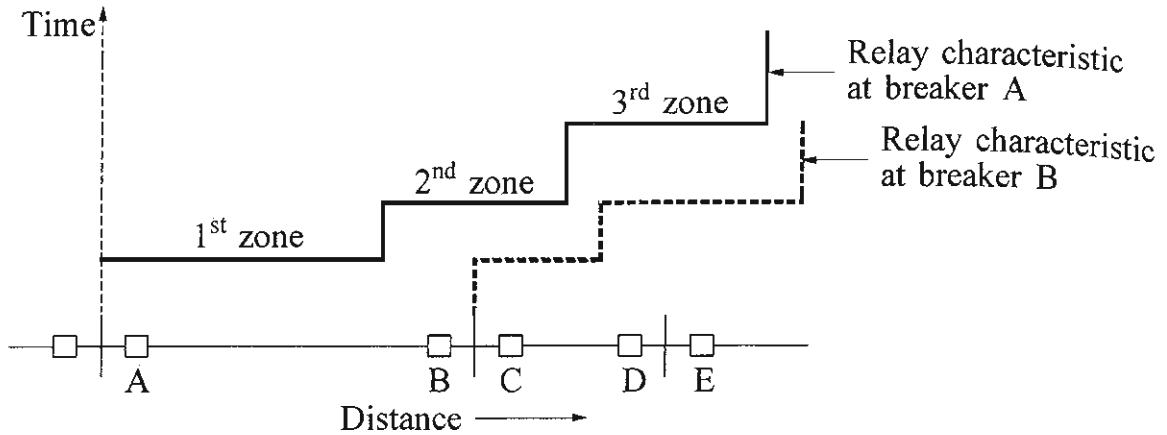 Time
Relay characteristic
at breaker A
3rd zone
Relay characteristic
at breaker B
2nd zone
1st zone
A B C D E
Distance